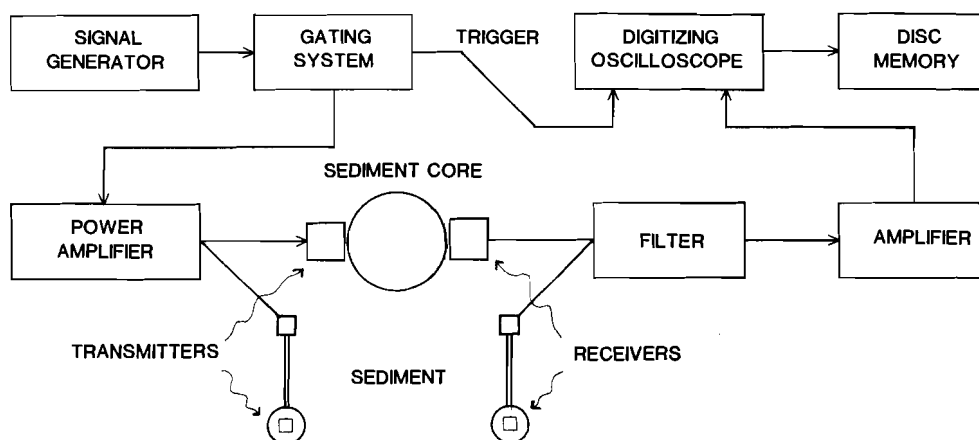 SIGNAL
GENERATOR
GATING
SYSTEM
TRIGGER
DIGITIZING
OSCILLOSCOPE
DISC
MEMORY
SEDIMENT CORE
POWER
AMPLIFIER
FILTER
AMPLIFIER
TRANSMITTERS
SEDIMENT
RECEIVERS